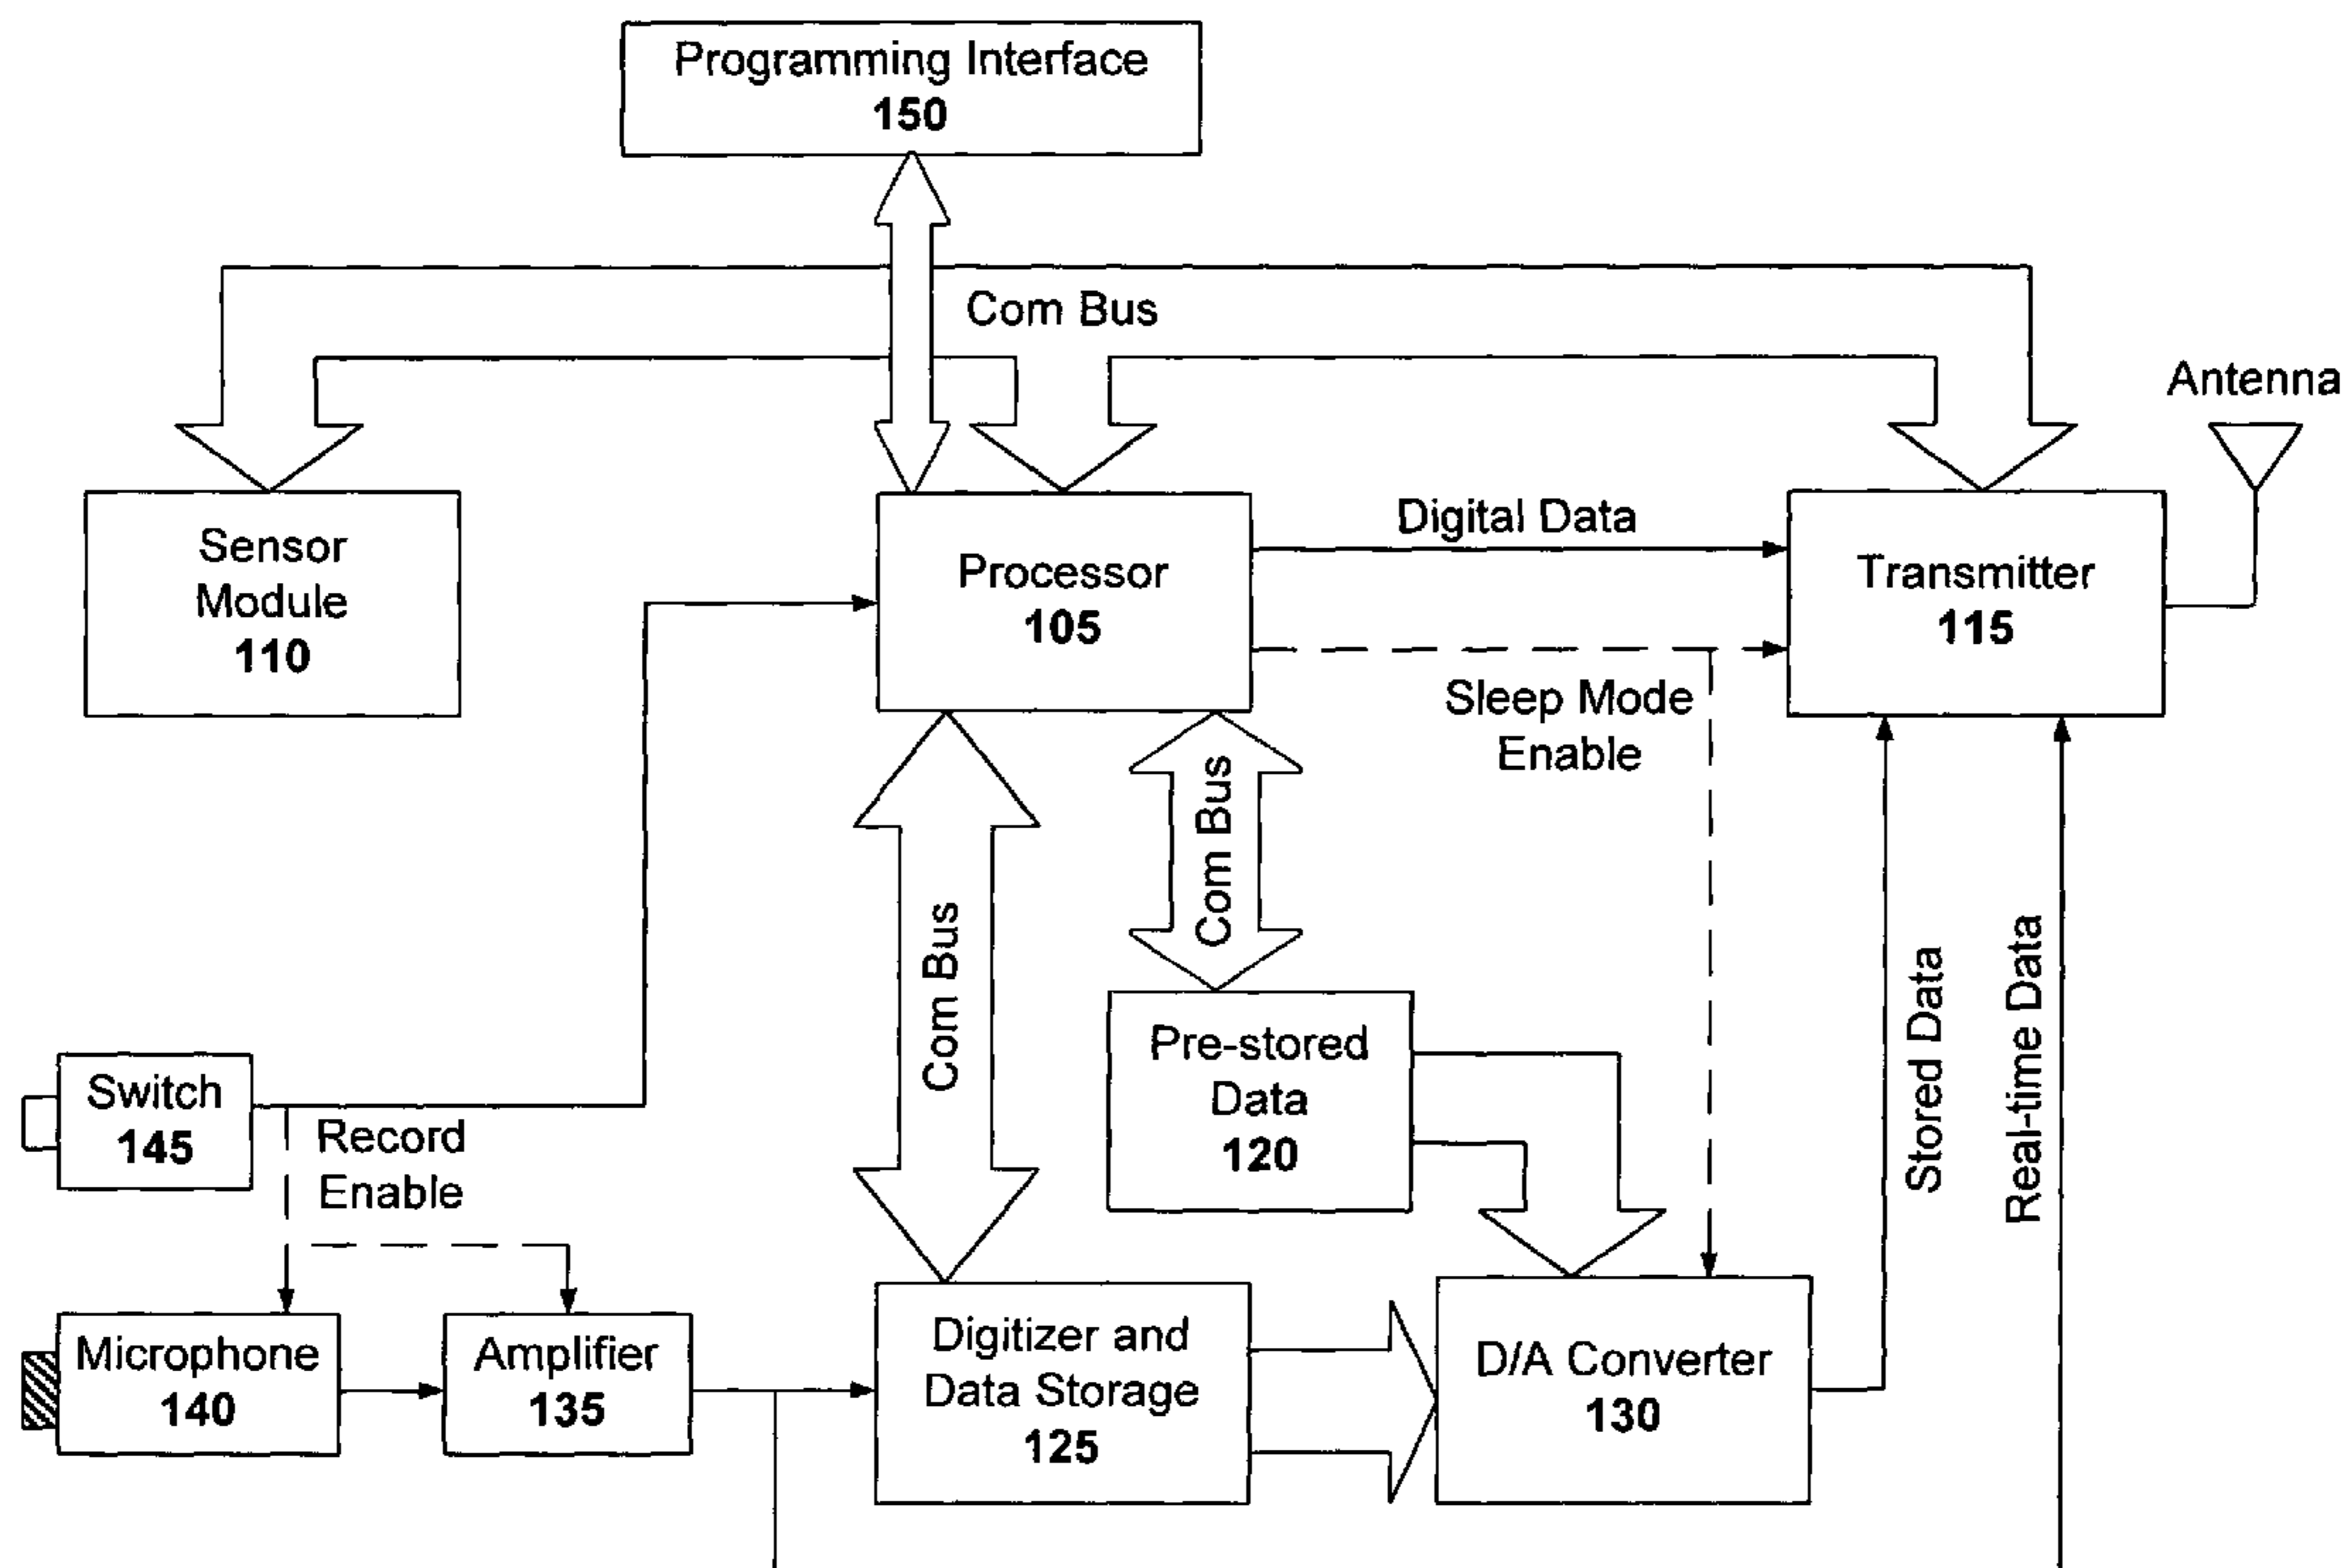 Programming Interface
150
Com Bus
Antenna
Sensor
Module
110
Processor
105
Digital Data
Transmitter
115
Sleep Mode
Enable
Com Bus
Com Bus
Pre-stored
Data
120
Stored Data
Real-time Data
Switch
145
Record
Enable
Microphone
140
Amplifier
135
Digitizer and
Data Storage
125
D/A Converter
130